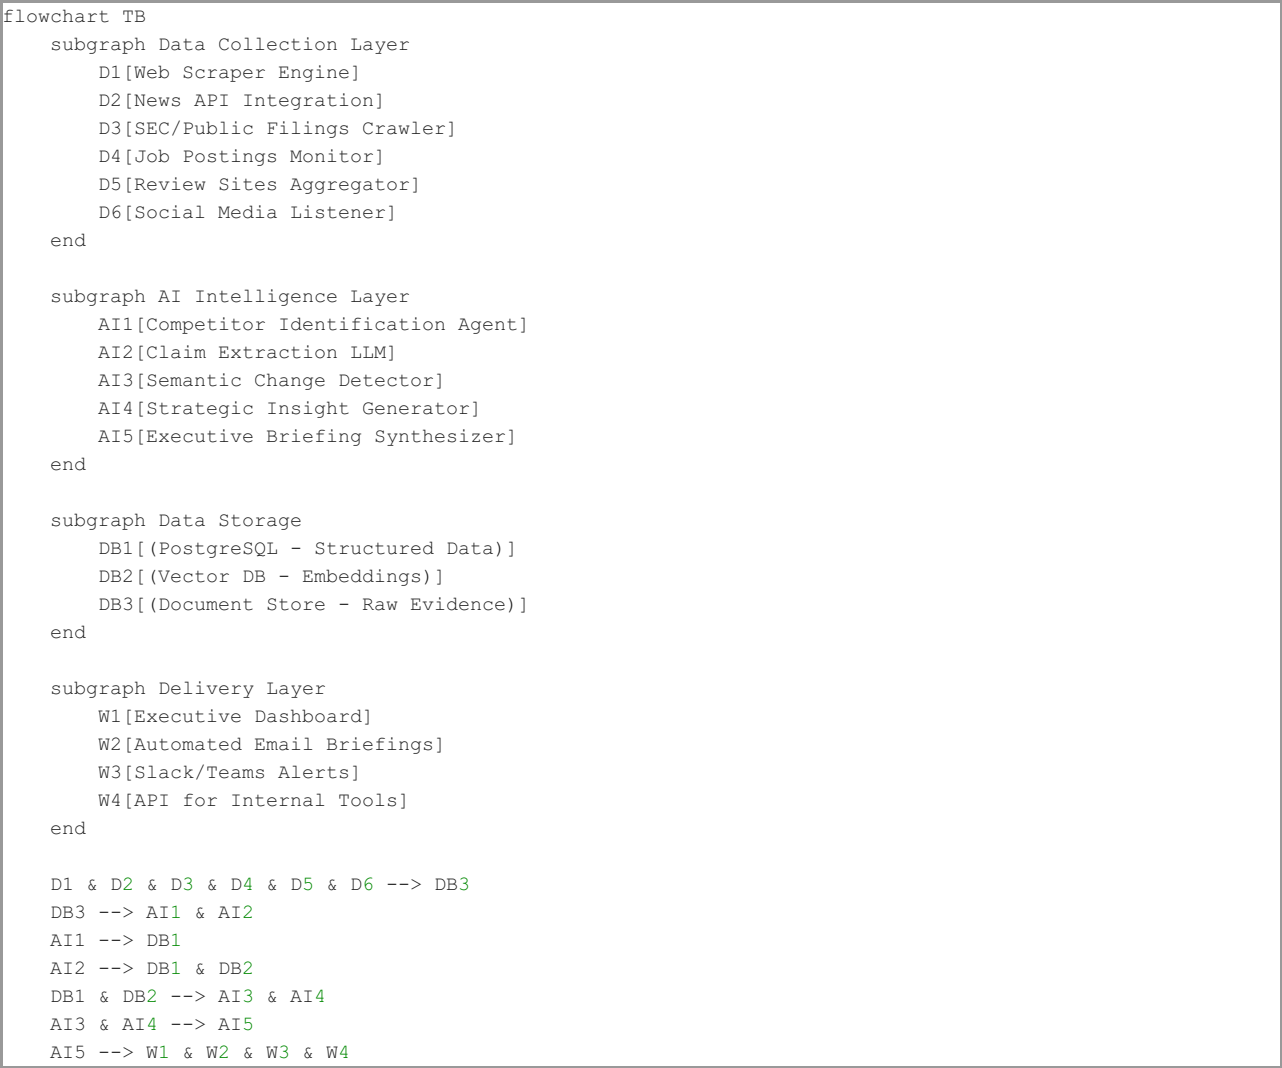 flowchart TB
    subgraph Data Collection Layer
        D1[Web Scraper Engine]
        D2[News API Integration]
        D3[SEC/Public Filings Crawler]
        D4[Job Postings Monitor]
        D5[Review Sites Aggregator]
        D6[Social Media Listener]
    end

    subgraph AI Intelligence Layer
        AI1[Competitor Identification Agent]
        AI2[Claim Extraction LLM]
        AI3[Semantic Change Detector]
        AI4[Strategic Insight Generator]
        AI5[Executive Briefing Synthesizer]
    end

    subgraph Data Storage
        DB1[(PostgreSQL - Structured Data)]
        DB2[(Vector DB - Embeddings)]
        DB3[(Document Store - Raw Evidence)]
    end

    subgraph Delivery Layer
        W1[Executive Dashboard]
        W2[Automated Email Briefings]
        W3[Slack/Teams Alerts]
        W4[API for Internal Tools]
    end

    D1 & D2 & D3 & D4 & D5 & D6 --> DB3
    DB3 --> AI1 & AI2
    AI1 --> DB1
    AI2 --> DB1 & DB2
    DB1 & DB2 --> AI3 & AI4
    AI3 & AI4 --> AI5
    AI5 --> W1 & W2 & W3 & W4